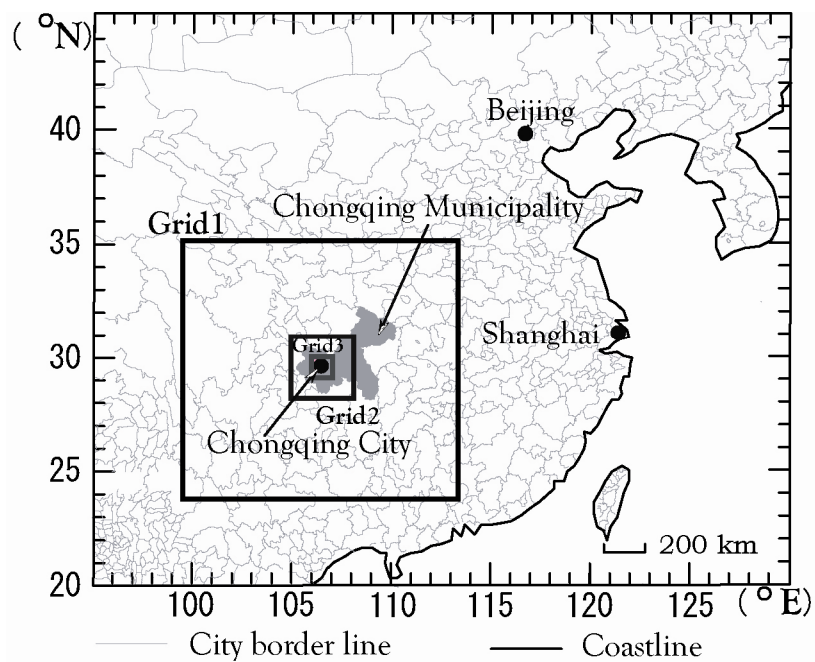 ( °N)
Beijing
40
Chongqing Municipality
Grid1
35
Shanghai
30
Grid3
Grid2
Chongqing City
25
200 km
20
100 105 110 115 120 125 (°E)
City border line
Coastline